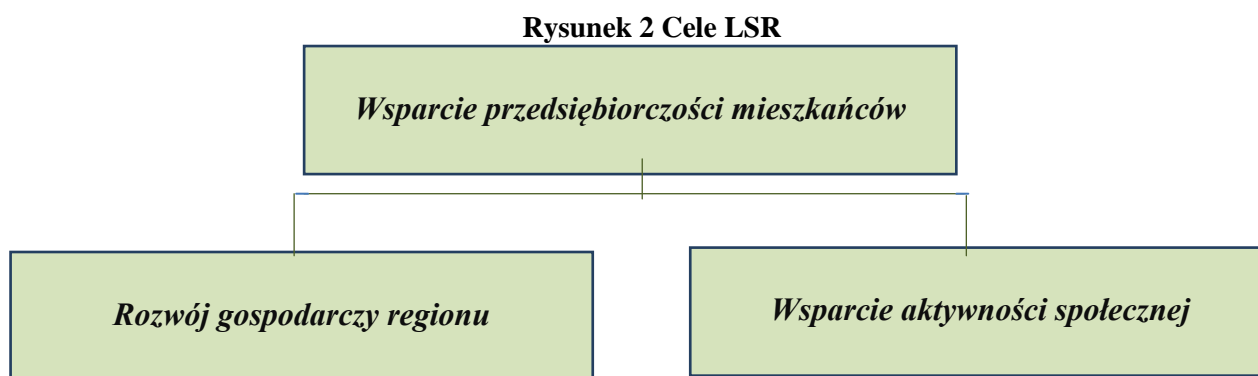 Rysunek 2 Cele LSR
Wsparcie przedsiębiorczości mieszkańców
Rozwój gospodarczy regionu
Wsparcie aktywności społecznej